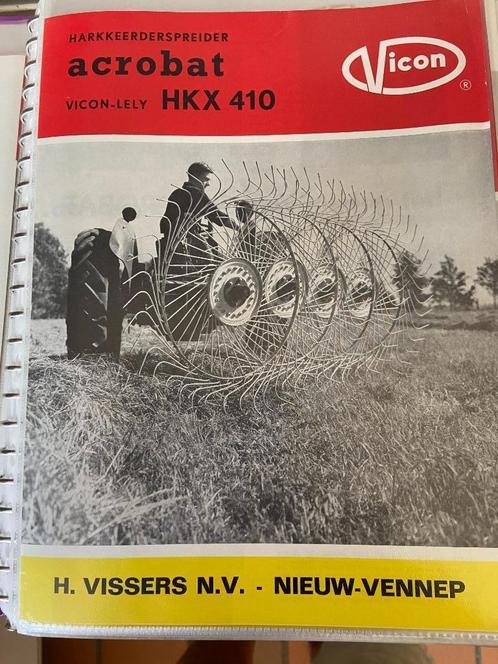 HARKKEERDERSPREIDER
acrobat
VICON-LELY HKX 410
Vicon
®
H. VISSERS N.V. - NIEUW-VENNEP